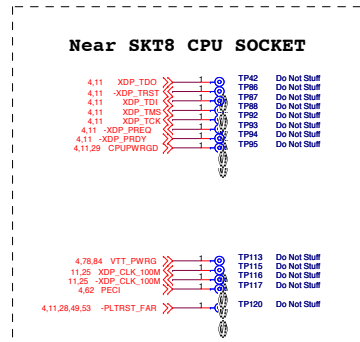 Near SKT8 CPU SOCKET
4,11 XDP_TDO 1 TP42 Do Not Stuff
4,11 -XDP_TRST 1 TP86 Do Not Stuff
4,11 XDP_TDI 1 TP87 Do Not Stuff
4,11 XDP_TMS 1 TP88 Do Not Stuff
4,11 XDP_TCK 1 TP92 Do Not Stuff
4,11 -XDP_PREQ 1 TP93 Do Not Stuff
4,11 -XDP_PRDY 1 TP94 Do Not Stuff
4,11,29 CPUPWRGD 1 TP95 Do Not Stuff
4,78,84 VTT_PWRG 1 TP113 Do Not Stuff
11,25 XDP_CLK_100M 1 TP115 Do Not Stuff
11,25 -XDP_CLK_100M 1 TP116 Do Not Stuff
4,62 PECI 1 TP117 Do Not Stuff
4,11,28,49,53 -PLTRST_FAR 1 TP120 Do Not Stuff